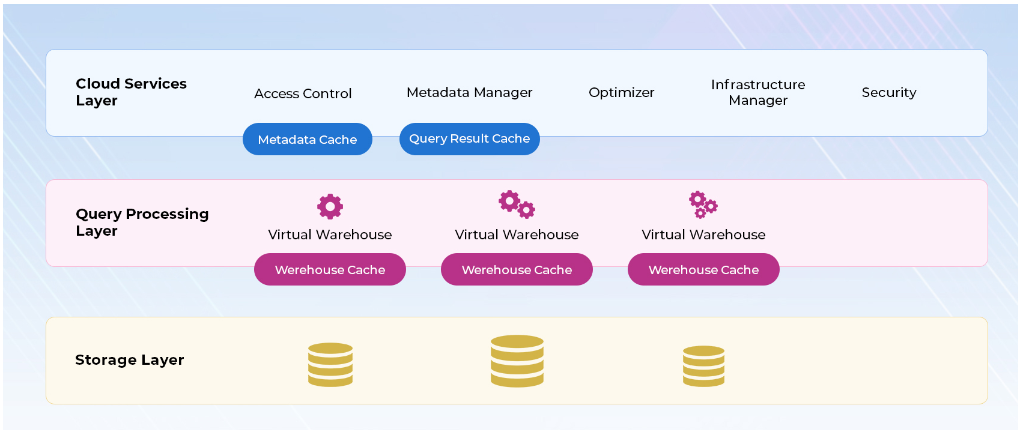 Cloud Services
Layer
Access Control
Metadata Manager
Optimizer
Infrastructure
Manager
Security
Metadata Cache
Query Result Cache
Query Processing
Layer
Virtual Warehouse
Virtual Warehouse
Virtual Warehouse
Werehouse Cache
Werehouse Cache
Werehouse Cache
Storage Layer